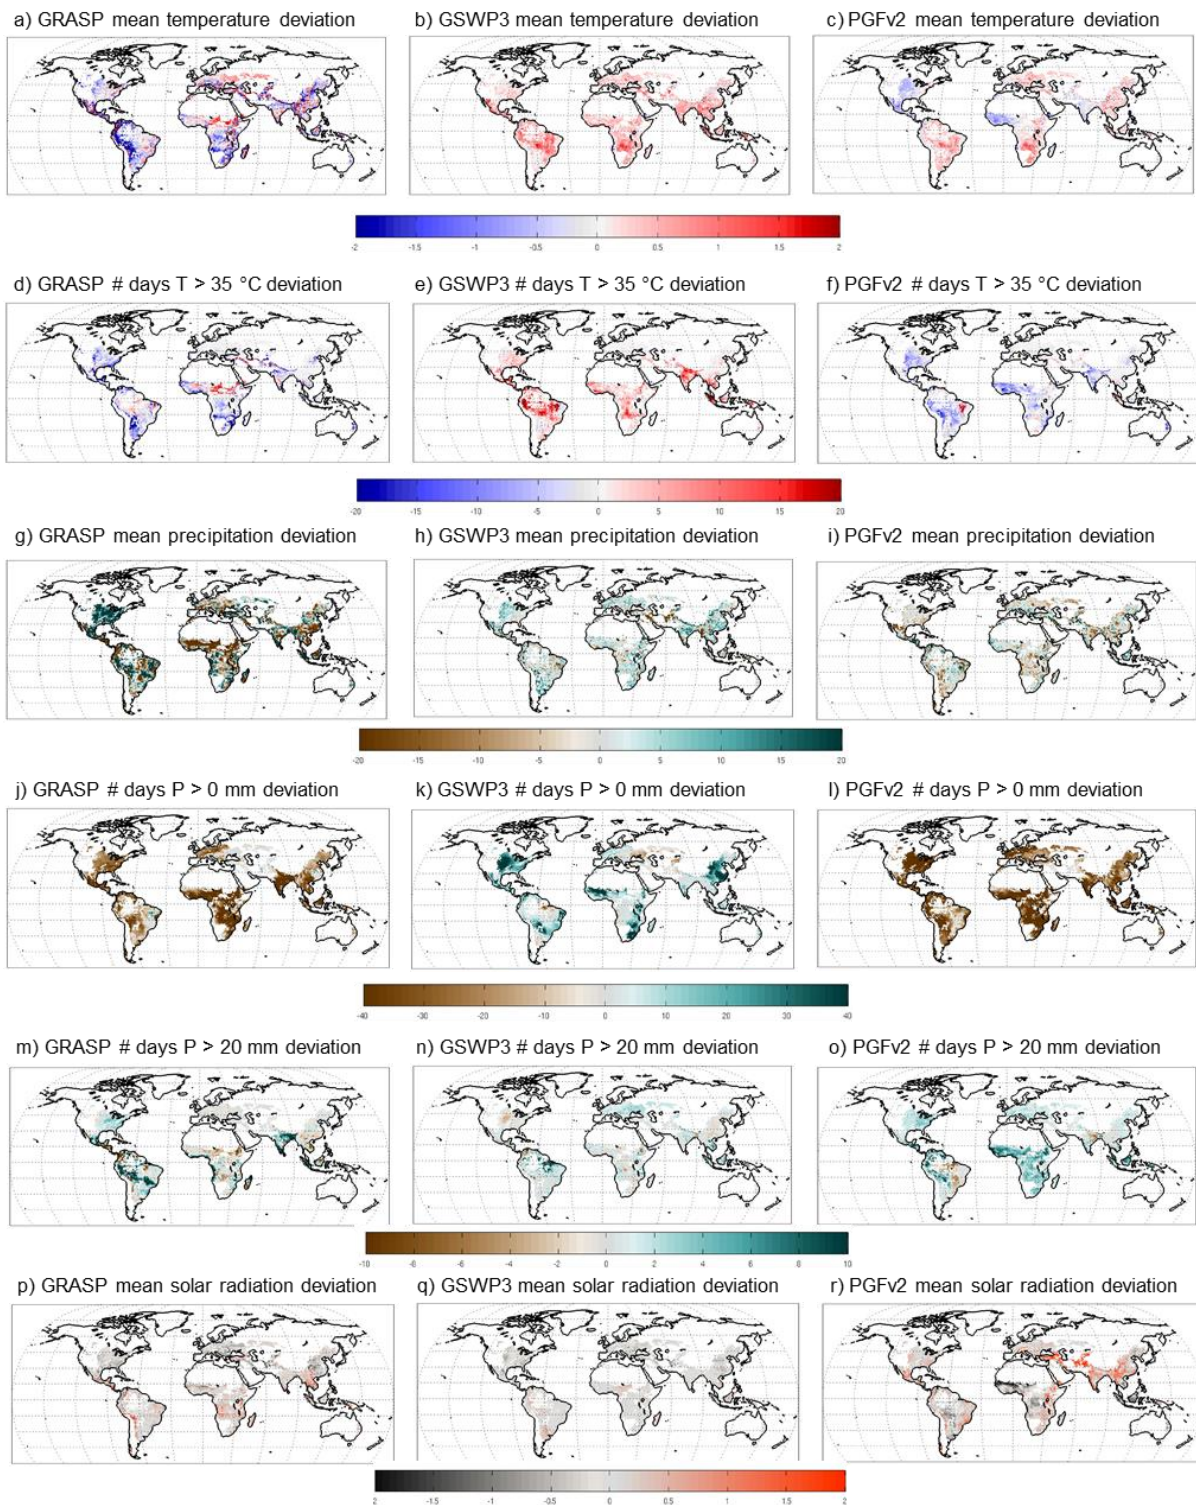 a) GRASP mean temperature deviation b) GSWP3 mean temperature deviation c) PGFv2 mean temperature deviation
-2 -1.5 -1 -0.5 0 0.5 1 1.5 2
d) GRASP # days T > 35 °C deviation e) GSWP3 # days T > 35 °C deviation f) PGFv2 # days T > 35 °C deviation
-20 -15 -10 -5 0 5 10 15 20
g) GRASP mean precipitation deviation h) GSWP3 mean precipitation deviation i) PGFv2 mean precipitation deviation
-20 -15 -10 -5 0 5 10 15 20
j) GRASP # days P > 0 mm deviation k) GSWP3 # days P > 0 mm deviation l) PGFv2 # days P > 0 mm deviation
-40 -30 -20 -10 0 10 20 30 40
m) GRASP # days P > 20 mm deviation n) GSWP3 # days P > 20 mm deviation o) PGFv2 # days P > 20 mm deviation
-10 -8 -6 -4 -2 0 2 4 6 8 10
p) GRASP mean solar radiation deviation q) GSWP3 mean solar radiation deviation r) PGFv2 mean solar radiation deviation
2 -1.5 -1 -0.5 0 0.5 1 1.5 2